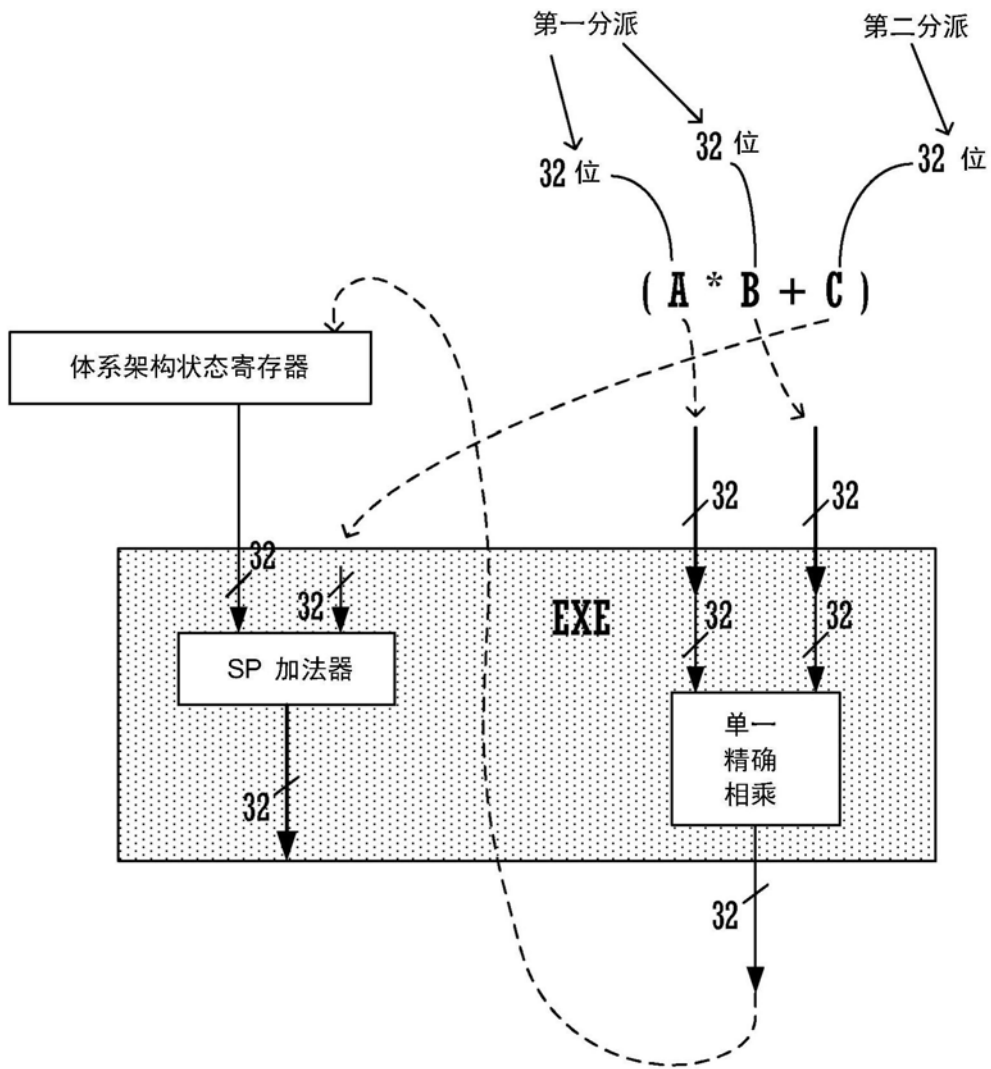 第一分派
第二分派
32 位
32 位
32 位
( A * B + C )
体系架构状态寄存器
32
32
32
32
EXE
32
32
SP 加法器
单一
精确
相乘
32
32